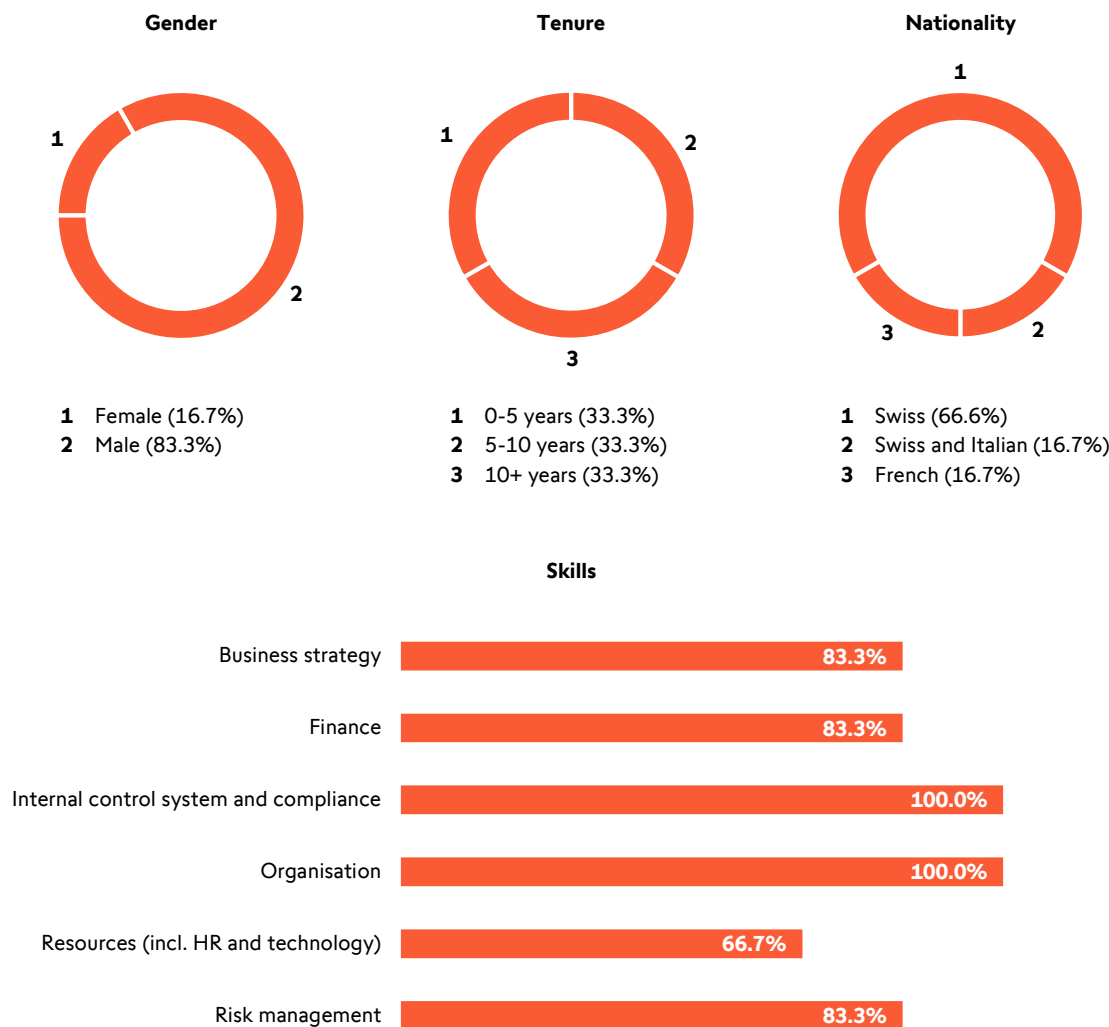 Gender
1
2
1 Female (16.7%)
2 Male (83.3%)
Tenure
1
2
3
1 0-5 years (33.3%)
2 5-10 years (33.3%)
3 10+ years (33.3%)
Nationality
1
2
3
1 Swiss (66.6%)
2 Swiss and Italian (16.7%)
3 French (16.7%)
Skills
Business strategy 83.3%
Finance 83.3%
Internal control system and compliance 100.0%
Organisation 100.0%
Resources (incl. HR and technology) 66.7%
Risk management 83.3%